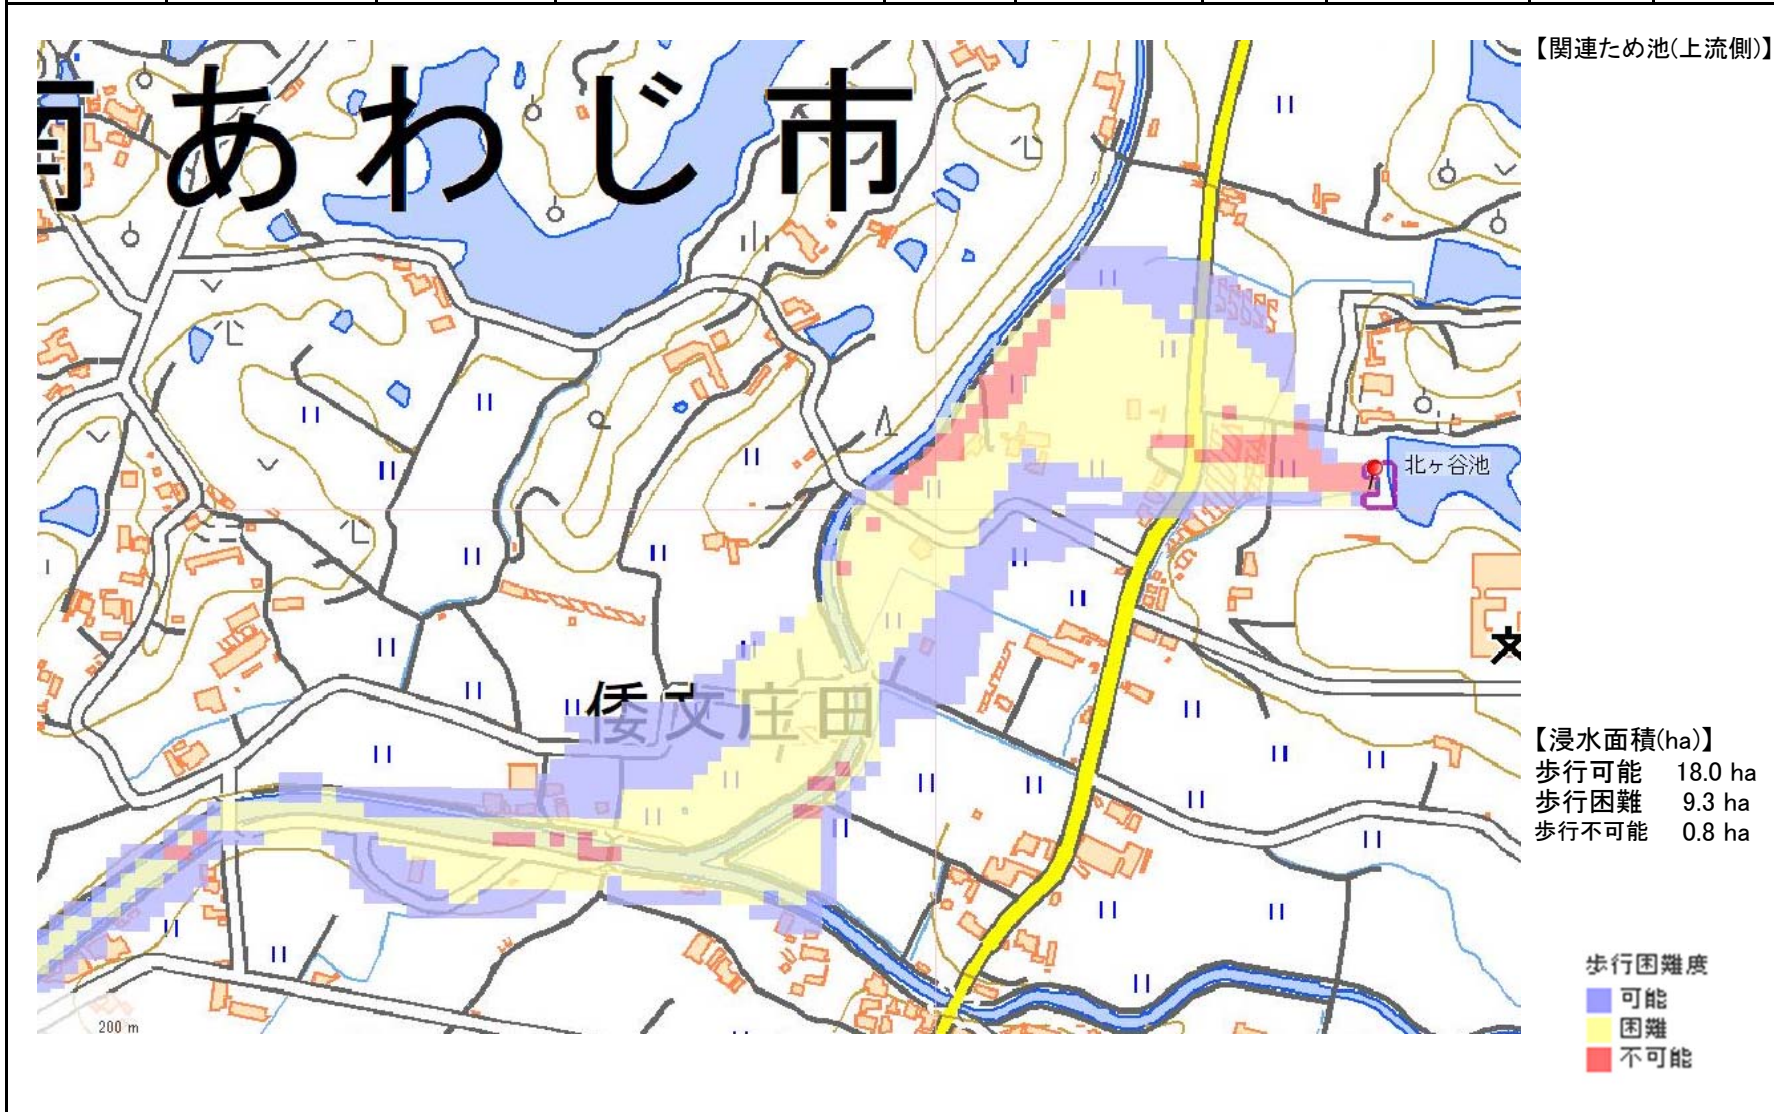 【関連ため池(上流側)】
南あわじ市
北ヶ谷池
文
倭文庄田
【浸水面積(ha)】
歩行可能 18.0 ha
歩行困難 9.3 ha
歩行不可能 0.8 ha
歩行困難度
可能
困難
不可能
200 m